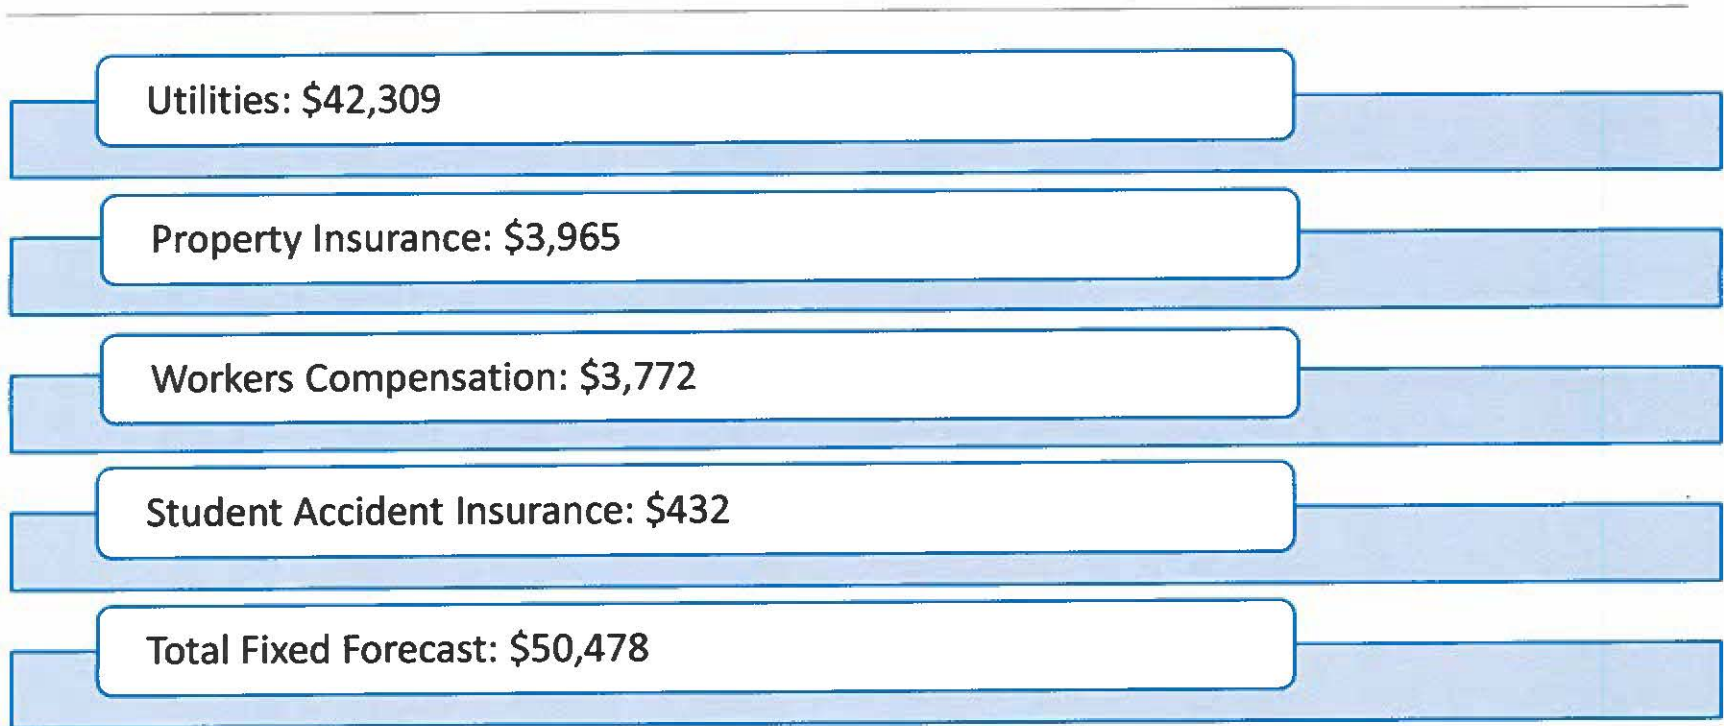 Utilities: $42,309
Property Insurance: $3,965
Workers Compensation: $3,772
Student Accident Insurance: $432
Total Fixed Forecast: $50,478